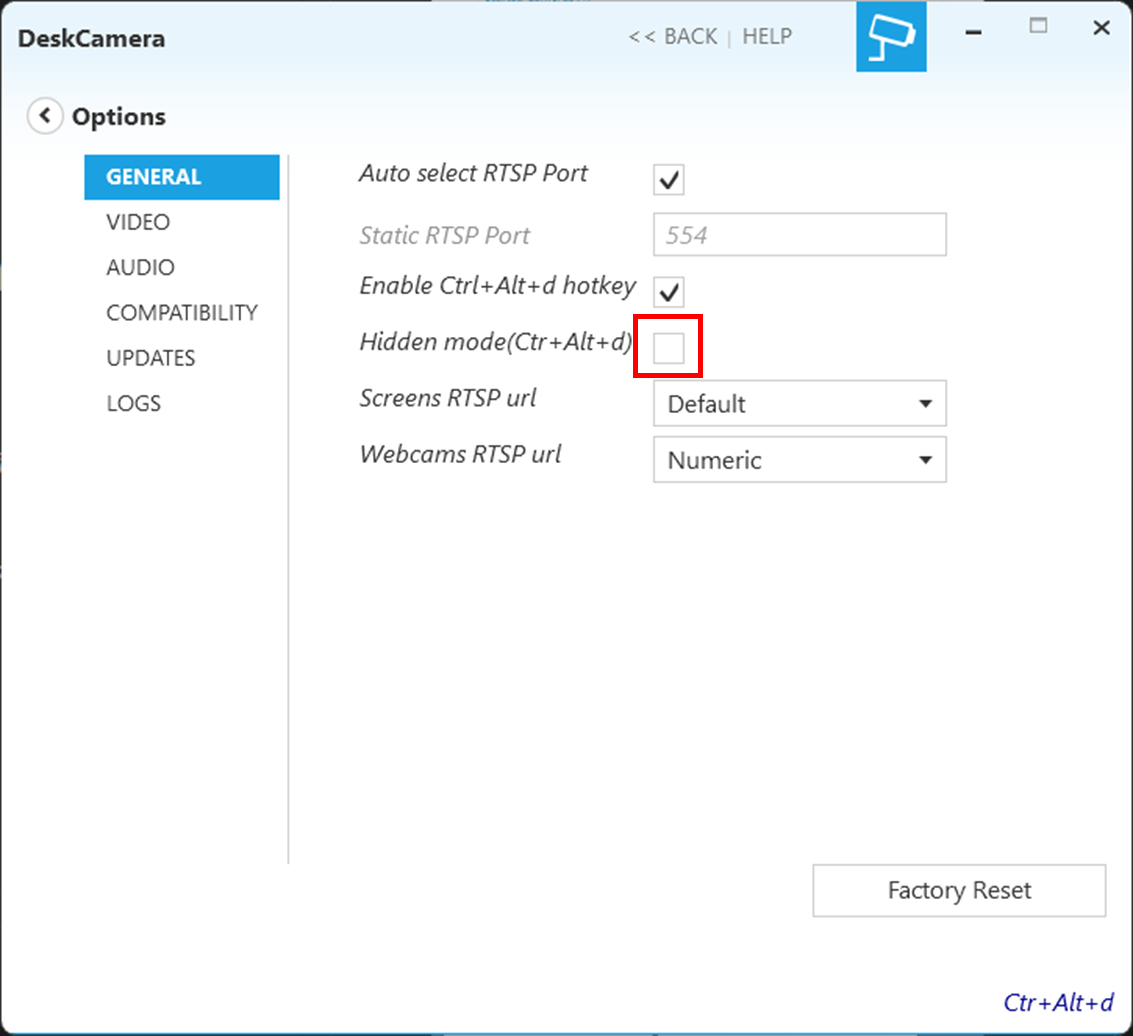 DeskCamera
<< BACK | HELP
Options
GENERAL
VIDEO
AUDIO
COMPATIBILITY
UPDATES
LOGS
Auto select RTSP Port
Static RTSP Port
554
Enable Ctrl+Alt+d hotkey
Hidden mode(Ctr+Alt+d)
Screens RTSP url
Default
Webcams RTSP url
Numeric
Factory Reset
Ctr+Alt+d